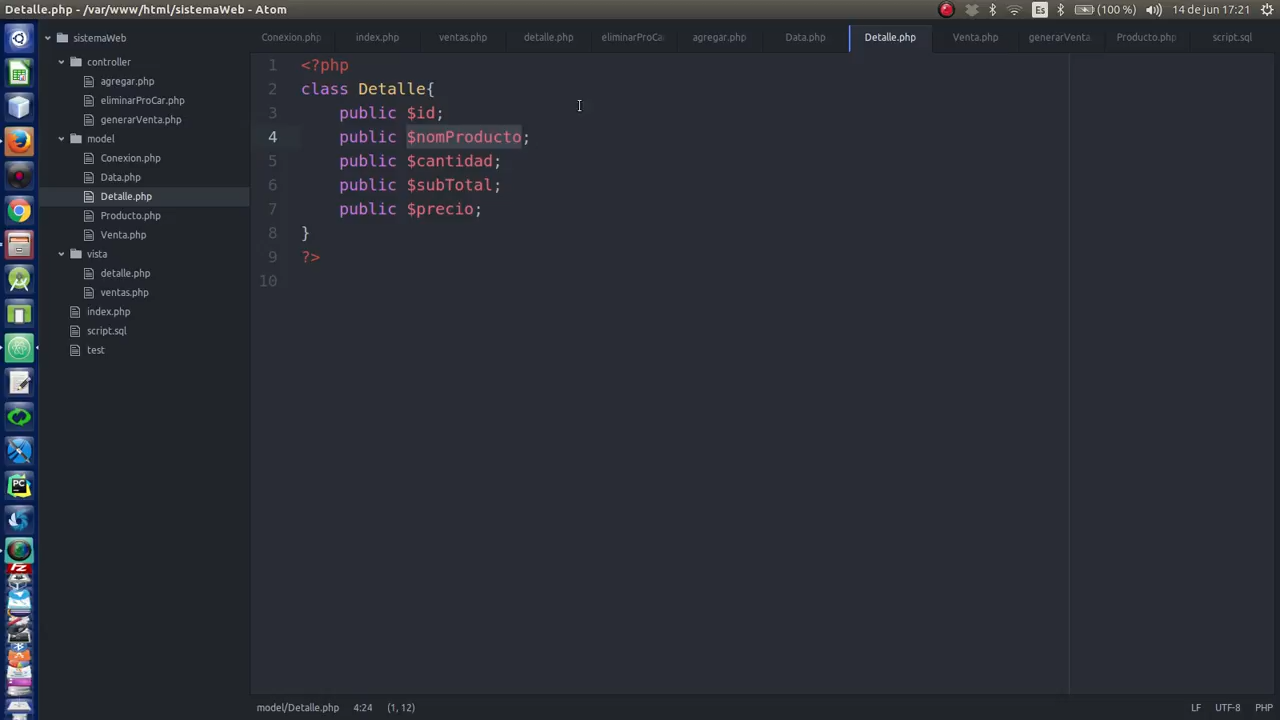 Detalle.php - /var/www/html/sistemaWeb - Atom
Es (100 %) 14 de jun 17:21
sistemaWeb
controller
agregar.php
eliminarProCar.php
generarVenta.php
model
Conexion.php
Data.php
Detalle.php
Producto.php
Venta.php
vista
detalle.php
ventas.php
index.php
script.sql
test
Conexion.php index.php ventas.php detalle.php eliminarProCar agregar.php Data.php Detalle.php Venta.php generarVenta Producto.php script.sql
1 <?php
2 class Detalle{
3 public $id;
4 public $nomProducto;
5 public $cantidad;
6 public $subTotal;
7 public $precio;
8 }
9 ?>
10
PC
FZ
model/Detalle.php 4:24 (1, 12) LF UTF-8 PHP